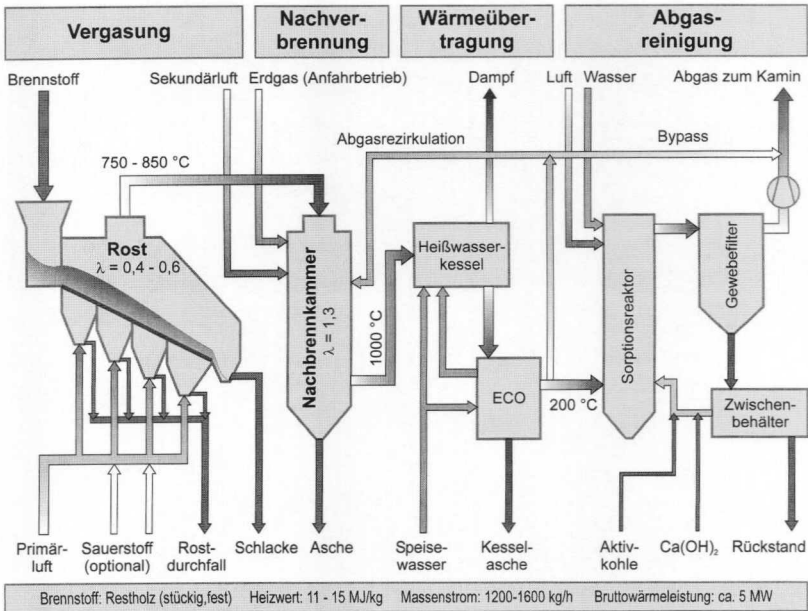 Vergasung
Nachver-
brennung
Wärmeüber-
tragung
Abgas-
reinigung
Brennstoff
Sekundärluft
Erdgas (Anfahrbetrieb)
Dampf
Luft
Wasser
Abgas zum Kamin
Abgasrezirkulation
Bypass
750 - 850 °C
Rost
λ = 0,4 - 0,6
Nachbrennkammer
λ = 1,3
1000 °C
Heißwasser-
kessel
ECO
200 °C
Sorptionsreaktor
Gewebefilter
Zwischen-
behälter
Primär-
luft
Sauerstoff
(optional)
Rost-
durchfall
Schlacke
Asche
Speise-
wasser
Kessel-
asche
Aktiv-
kohle
Ca(OH)₂
Rückstand
Brennstoff: Restholz (stückig,fest) Heizwert: 11 - 15 MJ/kg Massenstrom: 1200-1600 kg/h Bruttowärmeleistung: ca. 5 MW